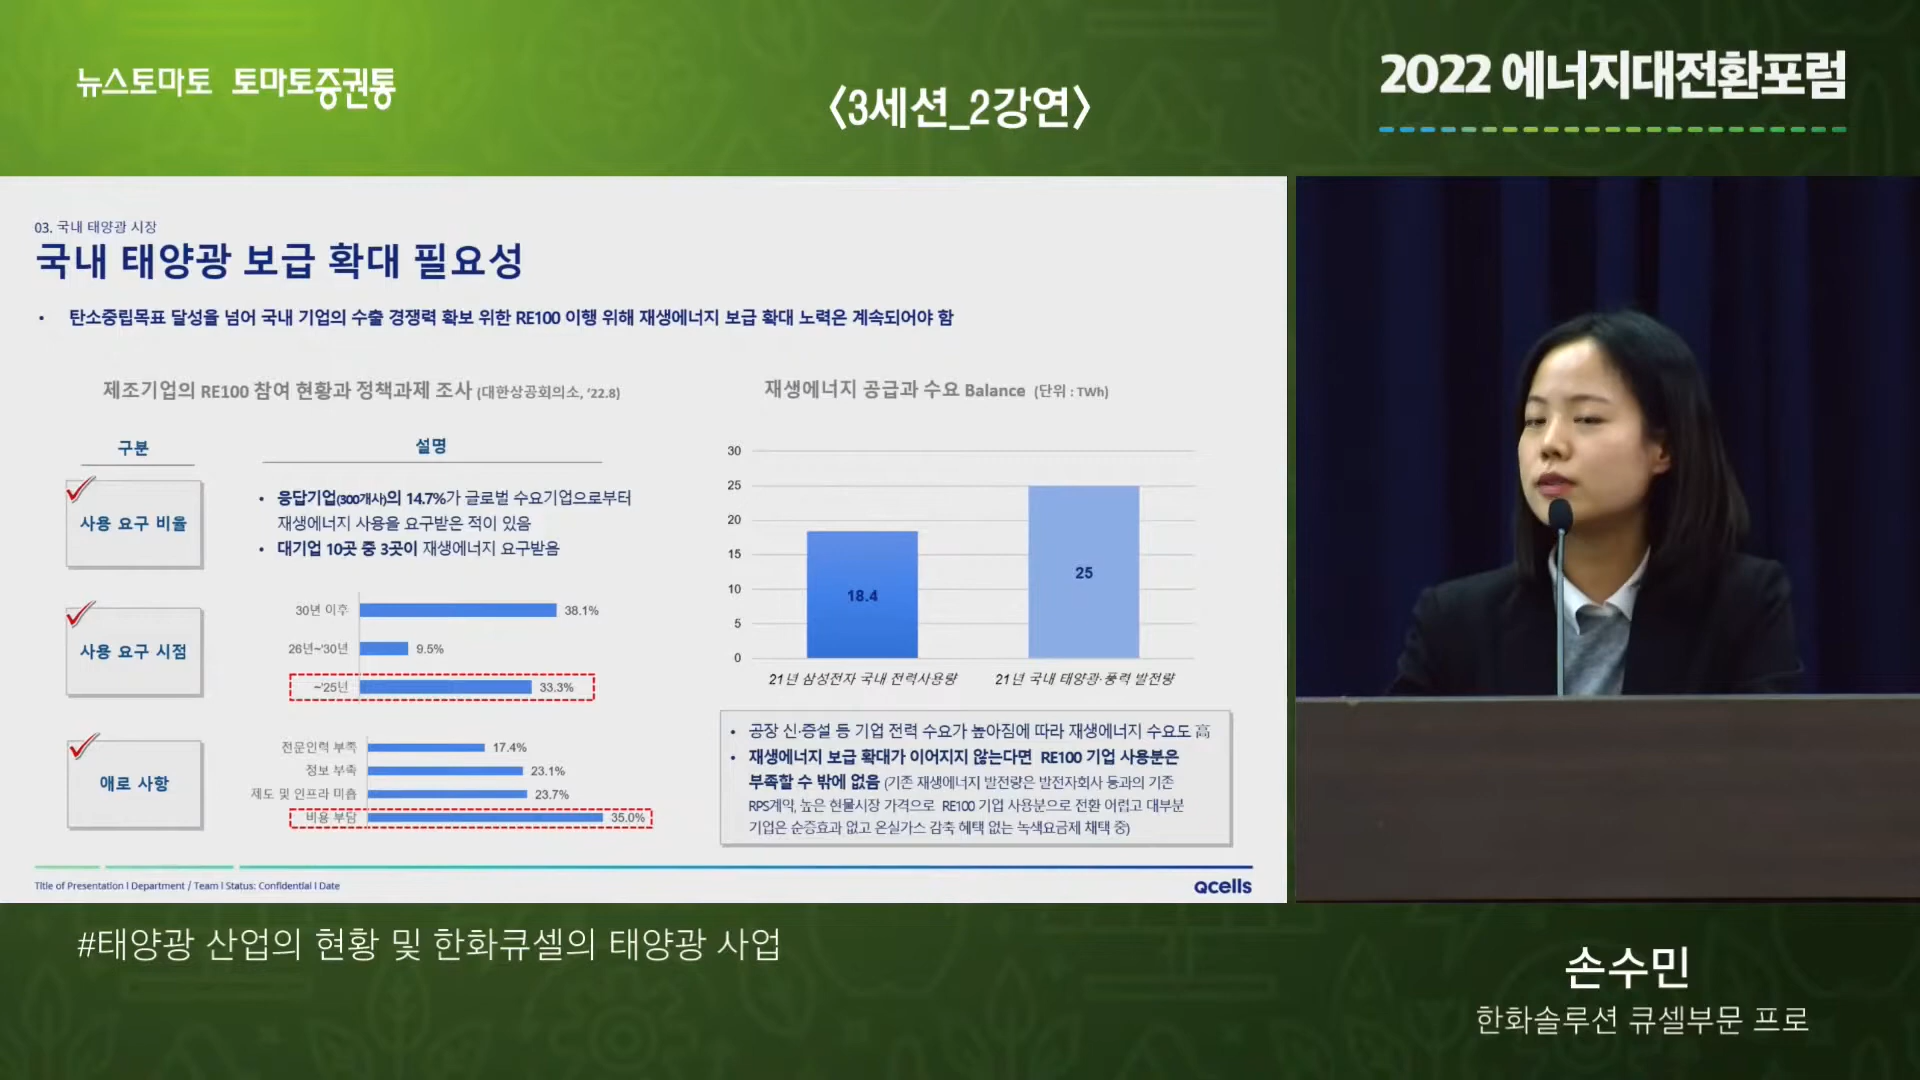 뉴스토마토 토마토증권통
<3세션_2강연>
2022 에너지대전환포럼
03. 국내 태양광 시장
국내 태양광 보급 확대 필요성
• 탄소중립목표 달성을 넘어 국내 기업의 수출 경쟁력 확보 위한 RE100 이행 위해 재생에너지 보급 확대 노력은 계속되어야 함
제조기업의 RE100 참여 현황과 정책과제 조사 (대한상공회의소, ‘22.8)
구분
설명
사용 요구 비율
• 응답기업(300개사)의 14.7%가 글로벌 수요기업으로부터
재생에너지 사용을 요구받은 적이 있음
• 대기업 10곳 중 3곳이 재생에너지 요구받음
사용 요구 시점
30년 이후 38.1%
26년~'30년 9.5%
~'25년 33.3%
애로 사항
전문인력 부족 17.4%
정보 부족 23.1%
제도 및 인프라 미흡 23.7%
비용 부담 35.0%
재생에너지 공급과 수요 Balance (단위 : TWh)
30
25
20
15
10
5
0
18.4
25
21년 삼성전자 국내 전력사용량
21년 국내 태양광·풍력 발전량
• 공장 신·증설 등 기업 전력 수요가 높아짐에 따라 재생에너지 수요도 高
• 재생에너지 보급 확대가 이어지지 않는다면 RE100 기업 사용분은
부족할 수 밖에 없음 (기존 재생에너지 발전량은 발전자회사 등과의 기존
RPS계약, 높은 현물시장 가격으로 RE100 기업 사용분으로 전환 어렵고 대부분
기업은 순증효과 없고 온실가스 감축 혜택 없는 녹색요금제 채택 중)
Title of Presentation I Department / Team I Status: Confidential I Date
Qcells
#태양광 산업의 현황 및 한화큐셀의 태양광 사업
손수민
한화솔루션 큐셀부문 프로